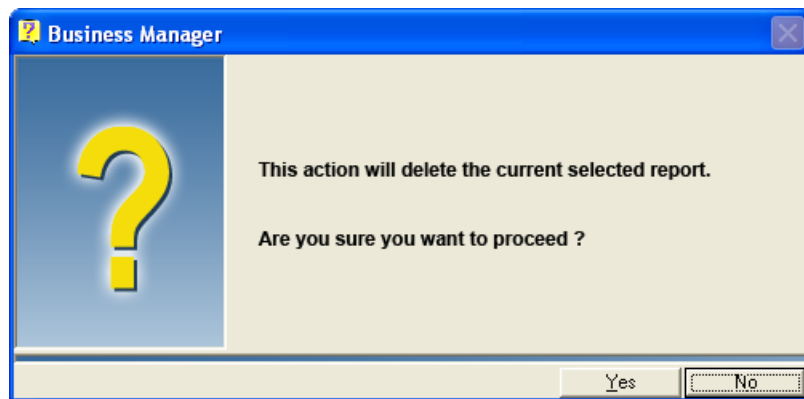 Business Manager
This action will delete the current selected report.
Are you sure you want to proceed ?
Yes
No